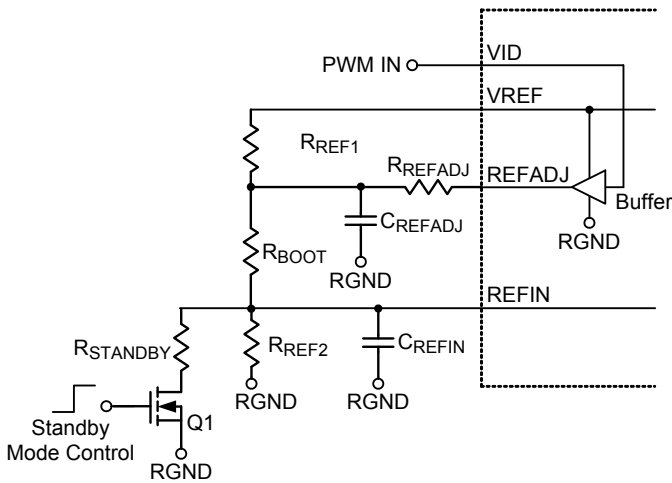 PWM IN
VID
VREF
RREF1
RREFADJ
REFADJ
Buffer
CREFADJ
RGND
RBOOT
RGND
REFIN
RSTANDBY
RREF2
CREFIN
RGND
RGND
Q1
Standby
Mode Control
RGND